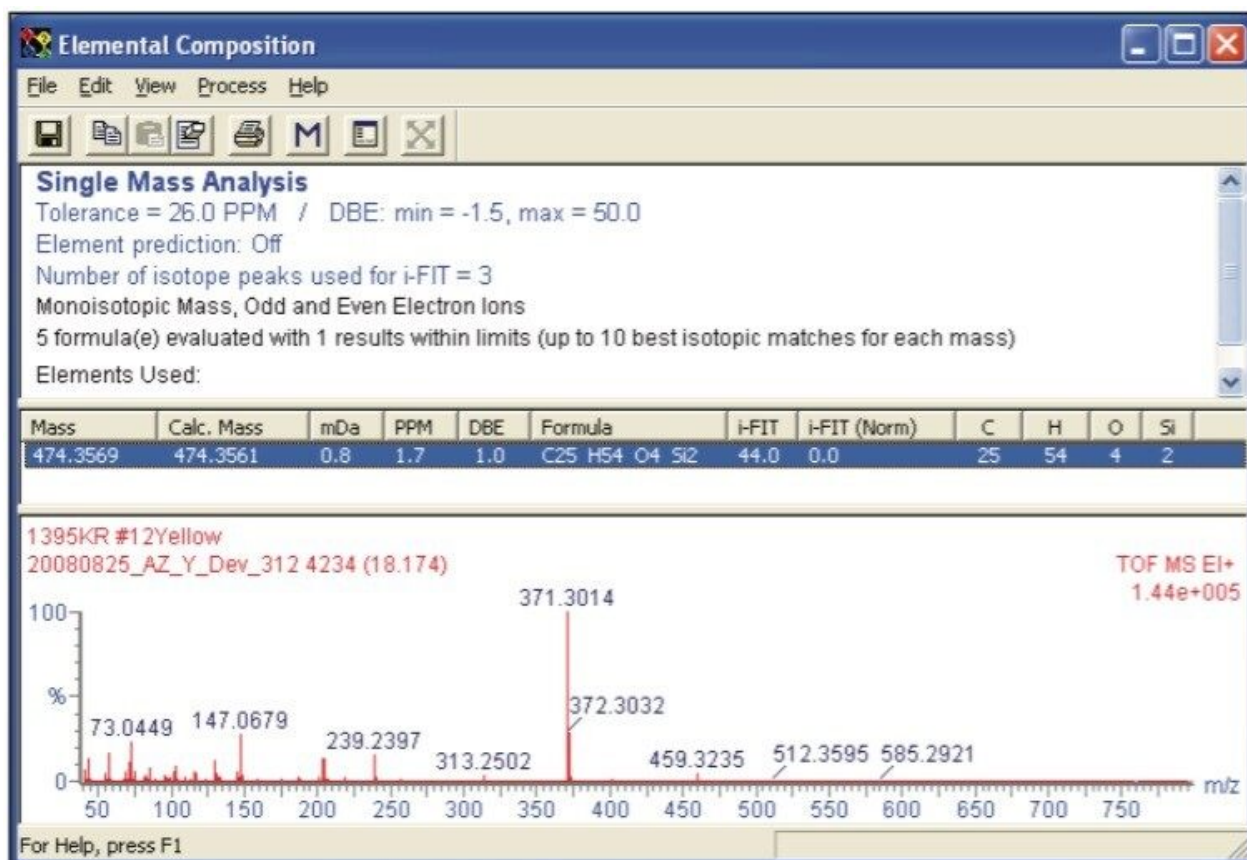 Elemental Composition
File Edit View Process Help
M
Single Mass Analysis
Tolerance = 26.0 PPM / DBE: min = -1.5, max = 50.0
Element prediction: Off
Number of isotope peaks used for i-FIT = 3
Monoisotopic Mass, Odd and Even Electron Ions
5 formula(e) evaluated with 1 results within limits (up to 10 best isotopic matches for each mass)
Elements Used:
Mass Calc. Mass mDa PPM DBE Formula i-FIT i-FIT (Norm) C H O Si
474.3569 474.3561 0.8 1.7 1.0 C25 H54 O4 Si2 44.0 0.0 25 54 4 2
1395KR #12Yellow
20080825_AZ_Y_Dev_312 4234 (18.174) TOF MS EI+
1.44e+005
371.3014
100
%
372.3032
73.0449 147.0679
239.2397
313.2502 459.3235 512.3595 585.2921
0
m/z
50 100 150 200 250 300 350 400 450 500 550 600 650 700 750
For Help, press F1